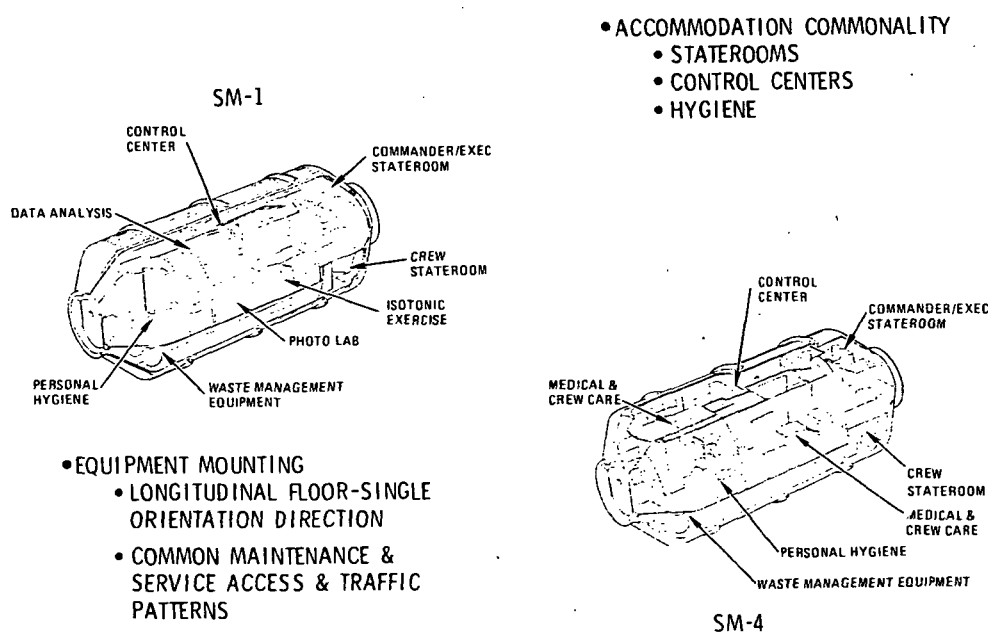 • ACCOMMODATION COMMONALITY
• STATEROOMS
• CONTROL CENTERS
• HYGIENE
SM-1
CONTROL
CENTER
COMMANDER/EXEC
STATEROOM
DATA ANALYSIS
CREW
STATEROOM
ISOTONIC
EXERCISE
PHOTO LAB
PERSONAL
HYGIENE
WASTE MANAGEMENT
EQUIPMENT
CONTROL
CENTER
COMMANDER/EXEC
STATEROOM
MEDICAL &
CREW CARE
CREW
STATEROOM
MEDICAL &
CREW CARE
PERSONAL HYGIENE
WASTE MANAGEMENT EQUIPMENT
SM-4
• EQUIPMENT MOUNTING
• LONGITUDINAL FLOOR-SINGLE
ORIENTATION DIRECTION
• COMMON MAINTENANCE &
SERVICE ACCESS & TRAFFIC
PATTERNS